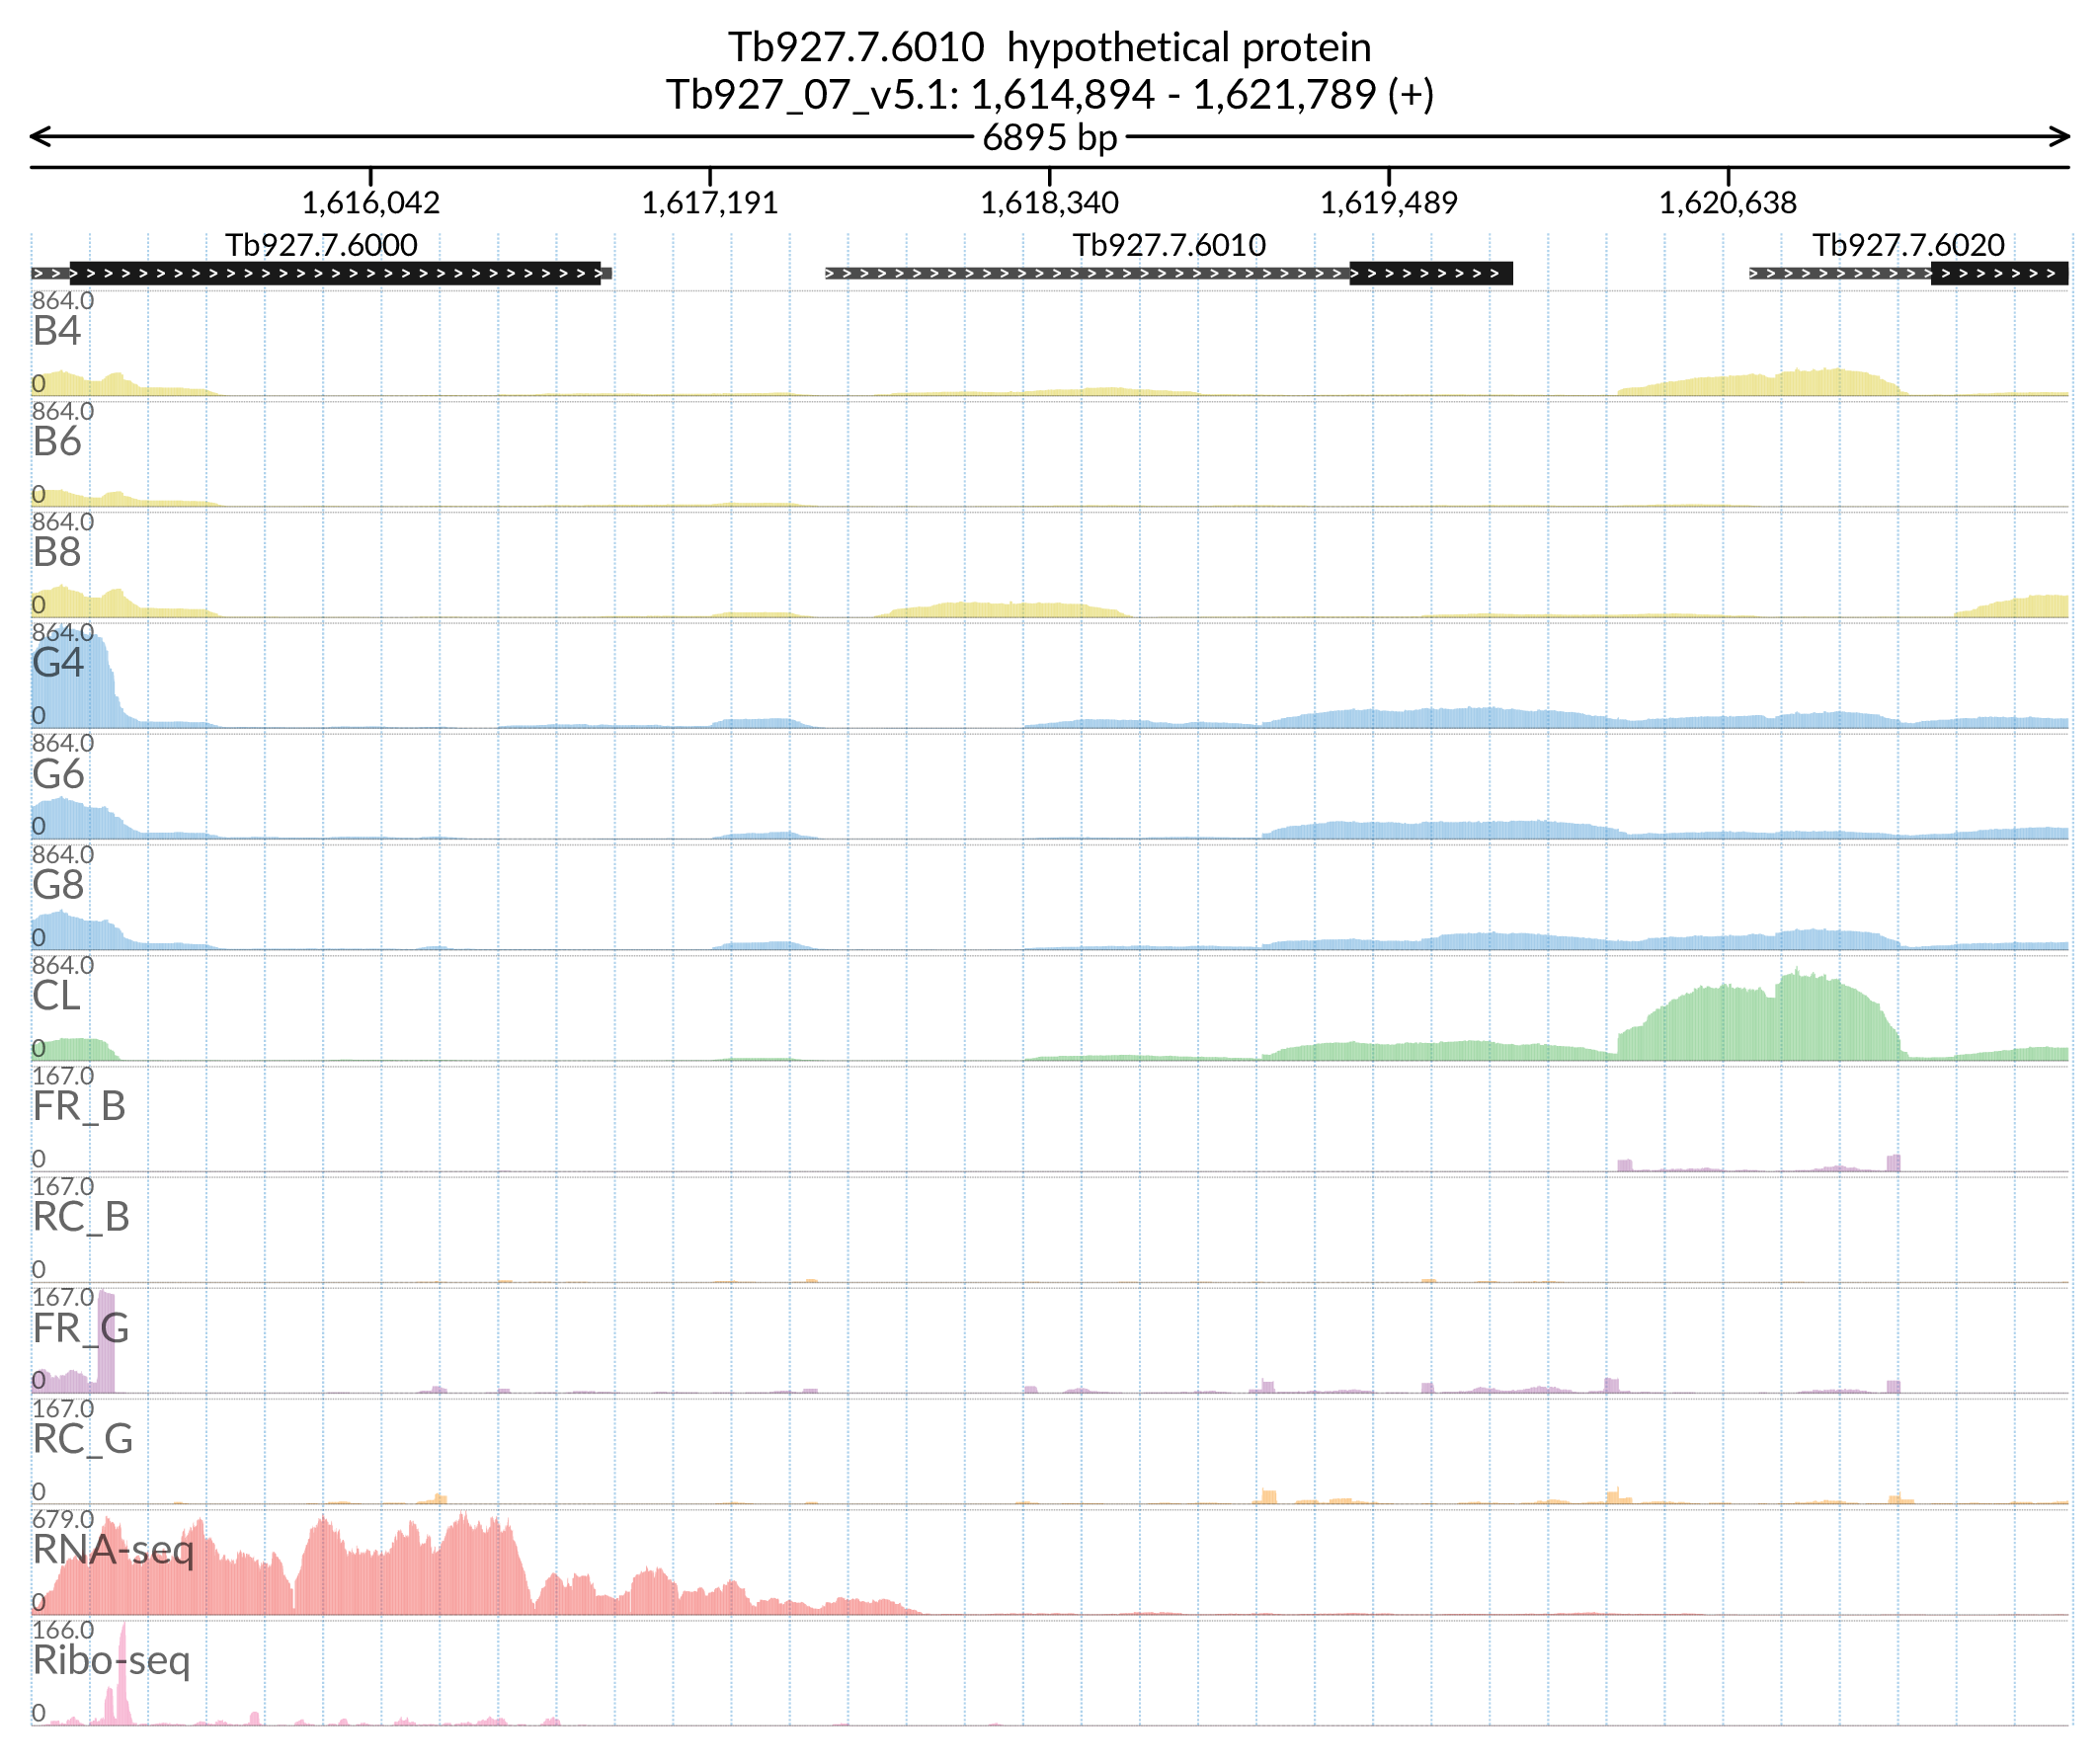 Tb927.7.6010 hypothetical protein
Tb927_07_v5.1: 1,614,894 - 1,621,789 (+)
6895 bp
1,616,042 1,617,191 1,618,340 1,619,489 1,620,638
Tb927.7.6000 Tb927.7.6010 Tb927.7.6020
864.0
B4
0
864.0
B6
0
864.0
B8
0
864.0
G4
0
864.0
G6
0
864.0
G8
0
864.0
CL
0
167.0
FR_B
0
167.0
RC_B
0
167.0
FR_G
0
167.0
RC_G
0
679.0
RNA-seq
0
166.0
Ribo-seq
0